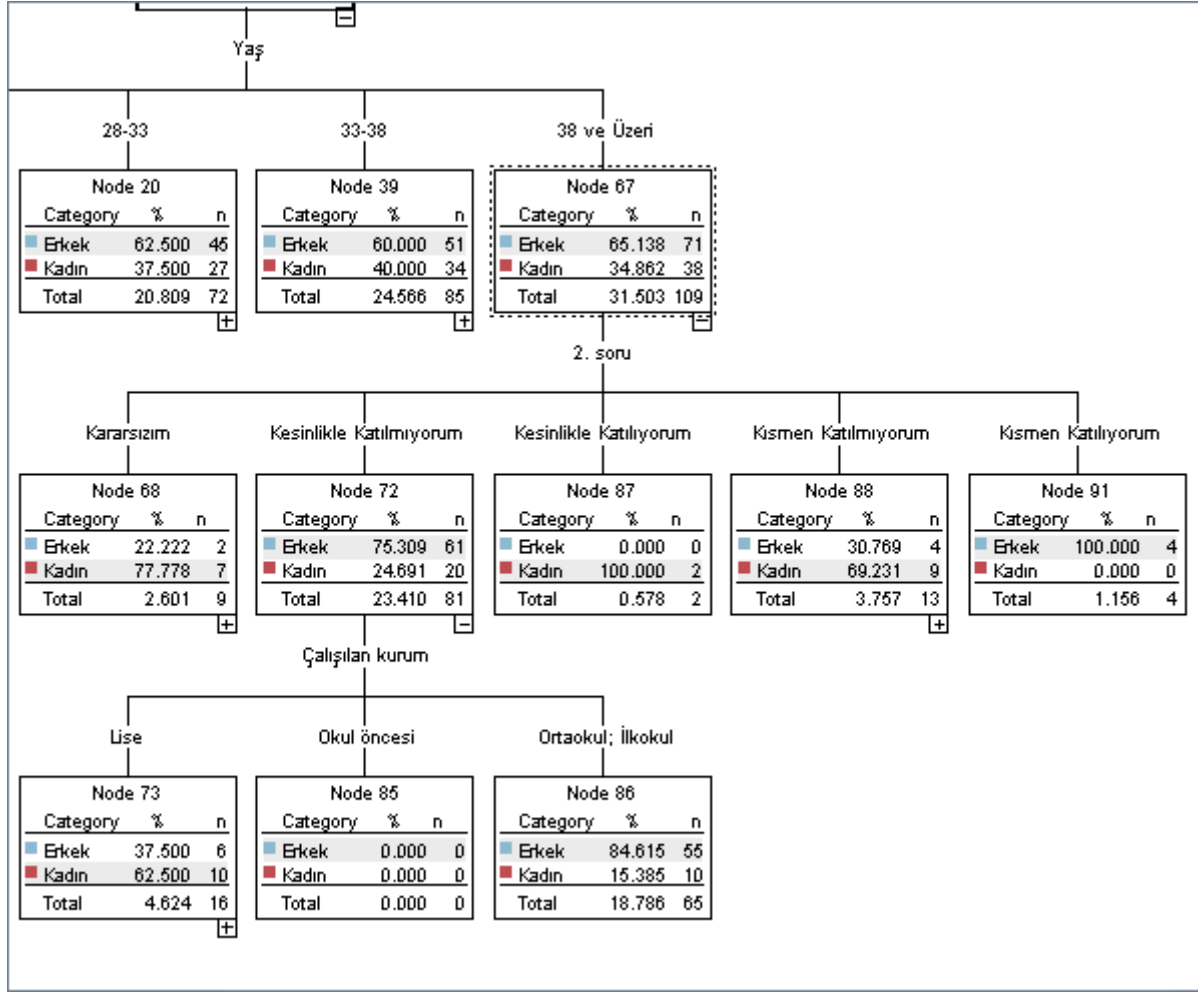 Yaş
28-33
33-38
38 ve Üzeri
Node 20
Category % n
Erkek 62.500 45
Kadın 37.500 27
Total 20.809 72
Node 39
Category % n
Erkek 60.000 51
Kadın 40.000 34
Total 24.566 85
Node 67
Category % n
Erkek 65.138 71
Kadın 34.862 38
Total 31.503 109
2. soru
Kararsızım
Kesinlikle Katılmıyorum
Kesinlikle Katılıyorum
Kısmen Katılmıyorum
Kısmen Katılıyorum
Node 68
Category % n
Erkek 22.222 2
Kadın 77.778 7
Total 2.601 9
Node 72
Category % n
Erkek 75.309 61
Kadın 24.691 20
Total 23.410 81
Node 87
Category % n
Erkek 0.000 0
Kadın 100.000 2
Total 0.578 2
Node 88
Category % n
Erkek 30.769 4
Kadın 69.231 9
Total 3.757 13
Node 91
Category % n
Erkek 100.000 4
Kadın 0.000 0
Total 1.156 4
Çalışılan kurum
Lise
Okul öncesi
Ortaokul; İlkokul
Node 73
Category % n
Erkek 37.500 6
Kadın 62.500 10
Total 4.624 16
Node 85
Category % n
Erkek 0.000 0
Kadın 0.000 0
Total 0.000 0
Node 86
Category % n
Erkek 84.615 55
Kadın 15.385 10
Total 18.786 65